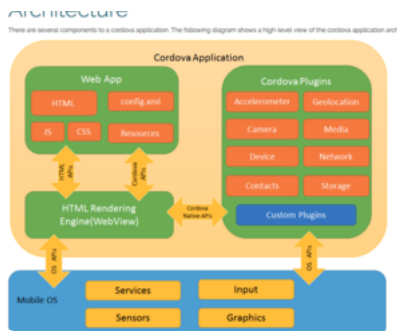 Architecture
There are several components to a cordova application. The following diagram shows a high-level view of the cordova application
Cordova Application
Web App
HTML
config.xml
JS
CSS
Resources
HTML
APIs
Cordova
APIs
HTML Rendering
Engine(WebView)
Cordova
Native APIs
Cordova Plugins
Accelerometer
Geolocation
Camera
Media
Device
Network
Contacts
Storage
Custom Plugins
OS APIs
OS APIs
Mobile OS
Services
Input
Sensors
Graphics